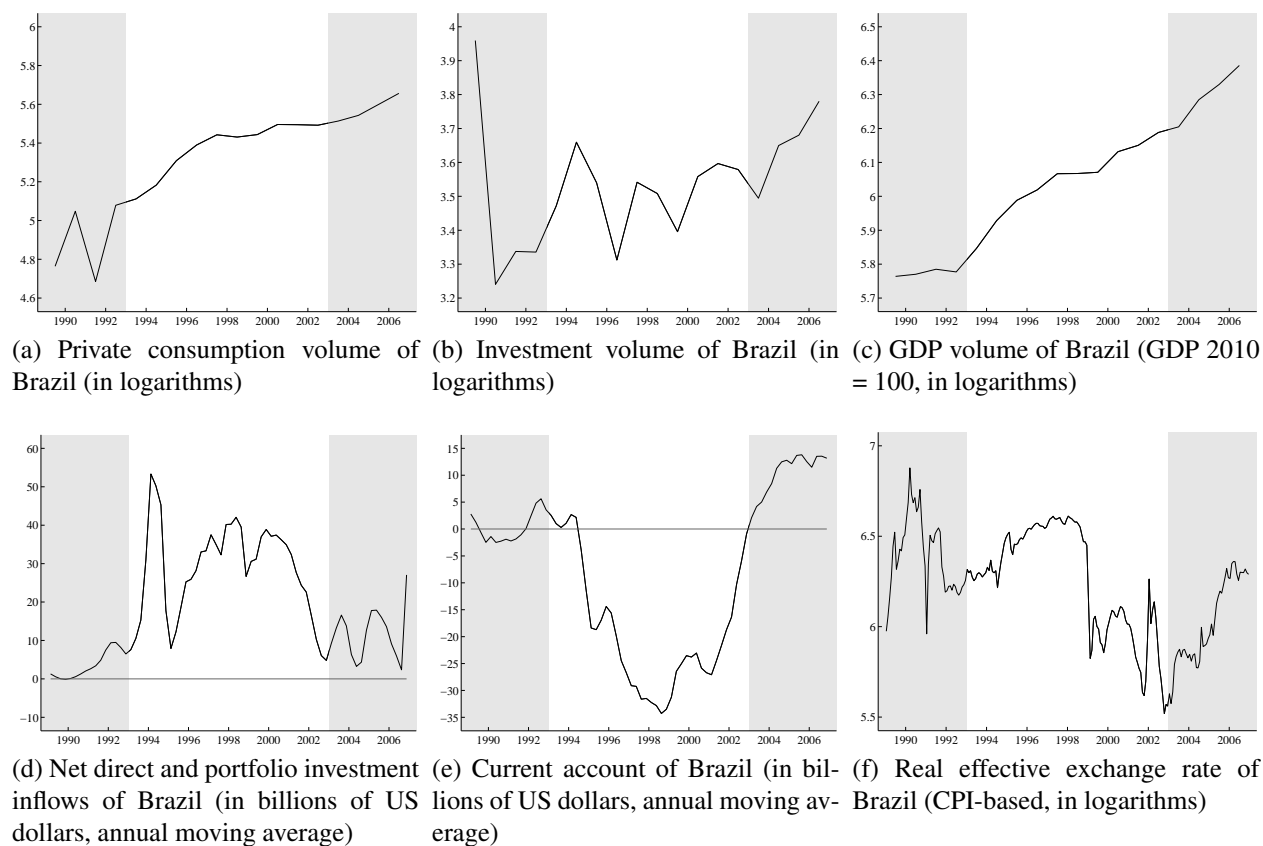 6
5.8
5.6
5.4
5.2
5
4.8
4.6
1990 1992 1994 1996 1998 2000 2002 2004 2006
(a) Private consumption volume of
Brazil (in logarithms)
4
3.9
3.8
3.7
3.6
3.5
3.4
3.3
3.2
1990 1992 1994 1996 1998 2000 2002 2004 2006
(b) Investment volume of Brazil (in
logarithms)
6.5
6.4
6.3
6.2
6.1
6
5.9
5.8
5.7
1990 1992 1994 1996 1998 2000 2002 2004 2006
(c) GDP volume of Brazil (GDP 2010
= 100, in logarithms)
60
50
40
30
20
10
0
−10
1990 1992 1994 1996 1998 2000 2002 2004 2006
(d) Net direct and portfolio investment
inflows of Brazil (in billions of US
dollars, annual moving average)
15
10
5
0
−5
−10
−15
−20
−25
−30
−35
1990 1992 1994 1996 1998 2000 2002 2004 2006
(e) Current account of Brazil (in bil-
lions of US dollars, annual moving av-
erage)
7
6.5
6
5.5
1990 1992 1994 1996 1998 2000 2002 2004 2006
(f) Real effective exchange rate of
Brazil (CPI-based, in logarithms)